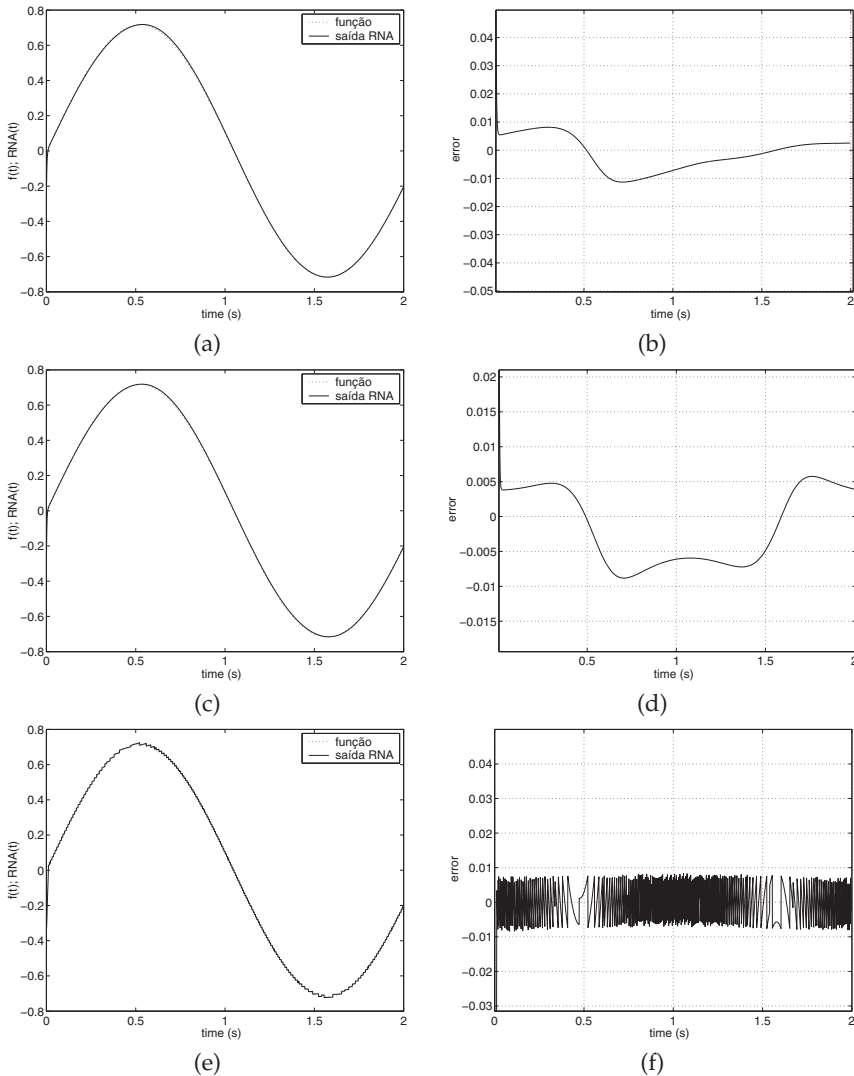 0.8
0.6
0.4
0.2
0
−0.2
−0.4
−0.6
−0.8
f(t); RNA(t)
função
saída RNA
0 0.5 1 1.5 2
time (s)
(a)
0.04
0.03
0.02
0.01
0
−0.01
−0.02
−0.03
−0.04
−0.05
error
0 0.5 1 1.5 2
time (s)
(b)
0.8
0.6
0.4
0.2
0
−0.2
−0.4
−0.6
−0.8
f(t); RNA(t)
função
saída RNA
0 0.5 1 1.5 2
time (s)
(c)
0.02
0.015
0.01
0.005
0
−0.005
−0.01
−0.015
error
0.5 1 1.5 2
time (s)
(d)
0.8
0.6
0.4
0.2
0
−0.2
−0.4
−0.6
−0.8
f(t); RNA(t)
função
saída RNA
0 0.5 1 1.5 2
time (s)
(e)
0.04
0.03
0.02
0.01
0
−0.01
−0.02
−0.03
error
0 0.5 1 1.5 2
time (s)
(f)